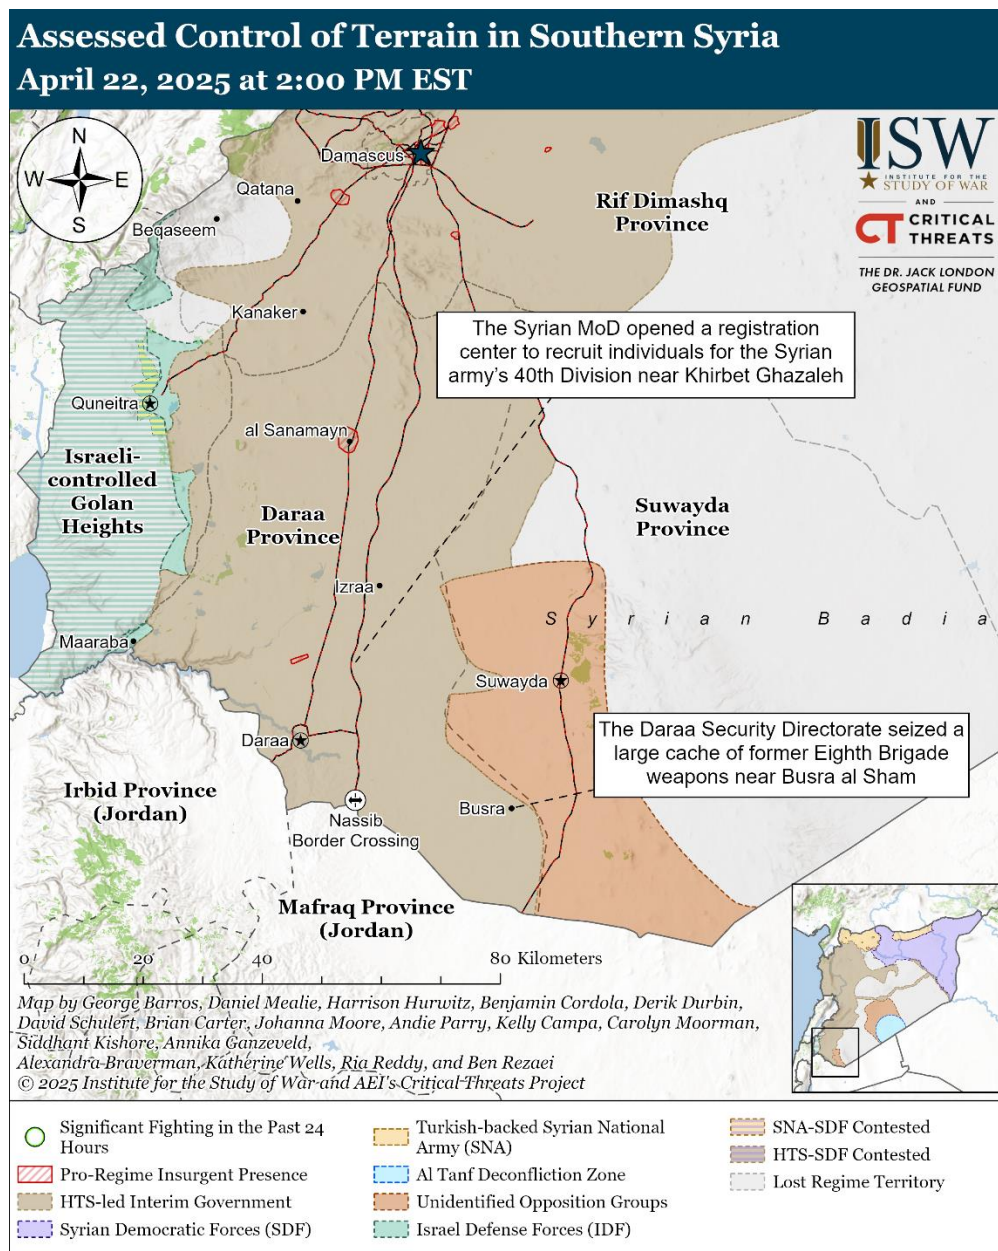 Assessed Control of Terrain in Southern Syria
April 22, 2025 at 2:00 PM EST
N
W
E
S
ISW
INSTITUTE FOR THE
STUDY OF WAR
AND
CT CRITICAL
THREATS
THE DR. JACK LONDON
GEOSPATIAL FUND
Damascus
Qatana
Beqaseem
Rif Dimashq
Province
Kanaker
The Syrian MoD opened a registration
center to recruit individuals for the Syrian
army's 40th Division near Khirbet Ghazaleh
Quneitra
al Sanamayn
Israeli-
controlled
Golan
Heights
Daraa
Province
Suwayda
Province
Izraa
Syrian Badia
Maaraba
Suwayda
Daraa
The Daraa Security Directorate seized a
large cache of former Eighth Brigade
weapons near Busra al Sham
Irbid Province
(Jordan)
Busra
Nassib
Border Crossing
Mafraq Province
(Jordan)
0 20 40 80 Kilometers
Map by George Barros, Daniel Mealie, Harrison Hurwitz, Benjamin Cordola, Derik Durbin,
David Schulert, Brian Carter, Johanna Moore, Andie Parry, Kelly Campa, Carolyn Moorman,
Siddhant Kishore, Annika Ganzeveld,
Alexandra Braverman, Katherine Wells, Ria Reddy, and Ben Rezaei
© 2025 Institute for the Study of War and AEI's Critical Threats Project
Significant Fighting in the Past 24
Hours
Pro-Regime Insurgent Presence
HTS-led Interim Government
Syrian Democratic Forces (SDF)
Turkish-backed Syrian National
Army (SNA)
Al Tanf Deconfliction Zone
Unidentified Opposition Groups
Israel Defense Forces (IDF)
SNA-SDF Contested
HTS-SDF Contested
Lost Regime Territory